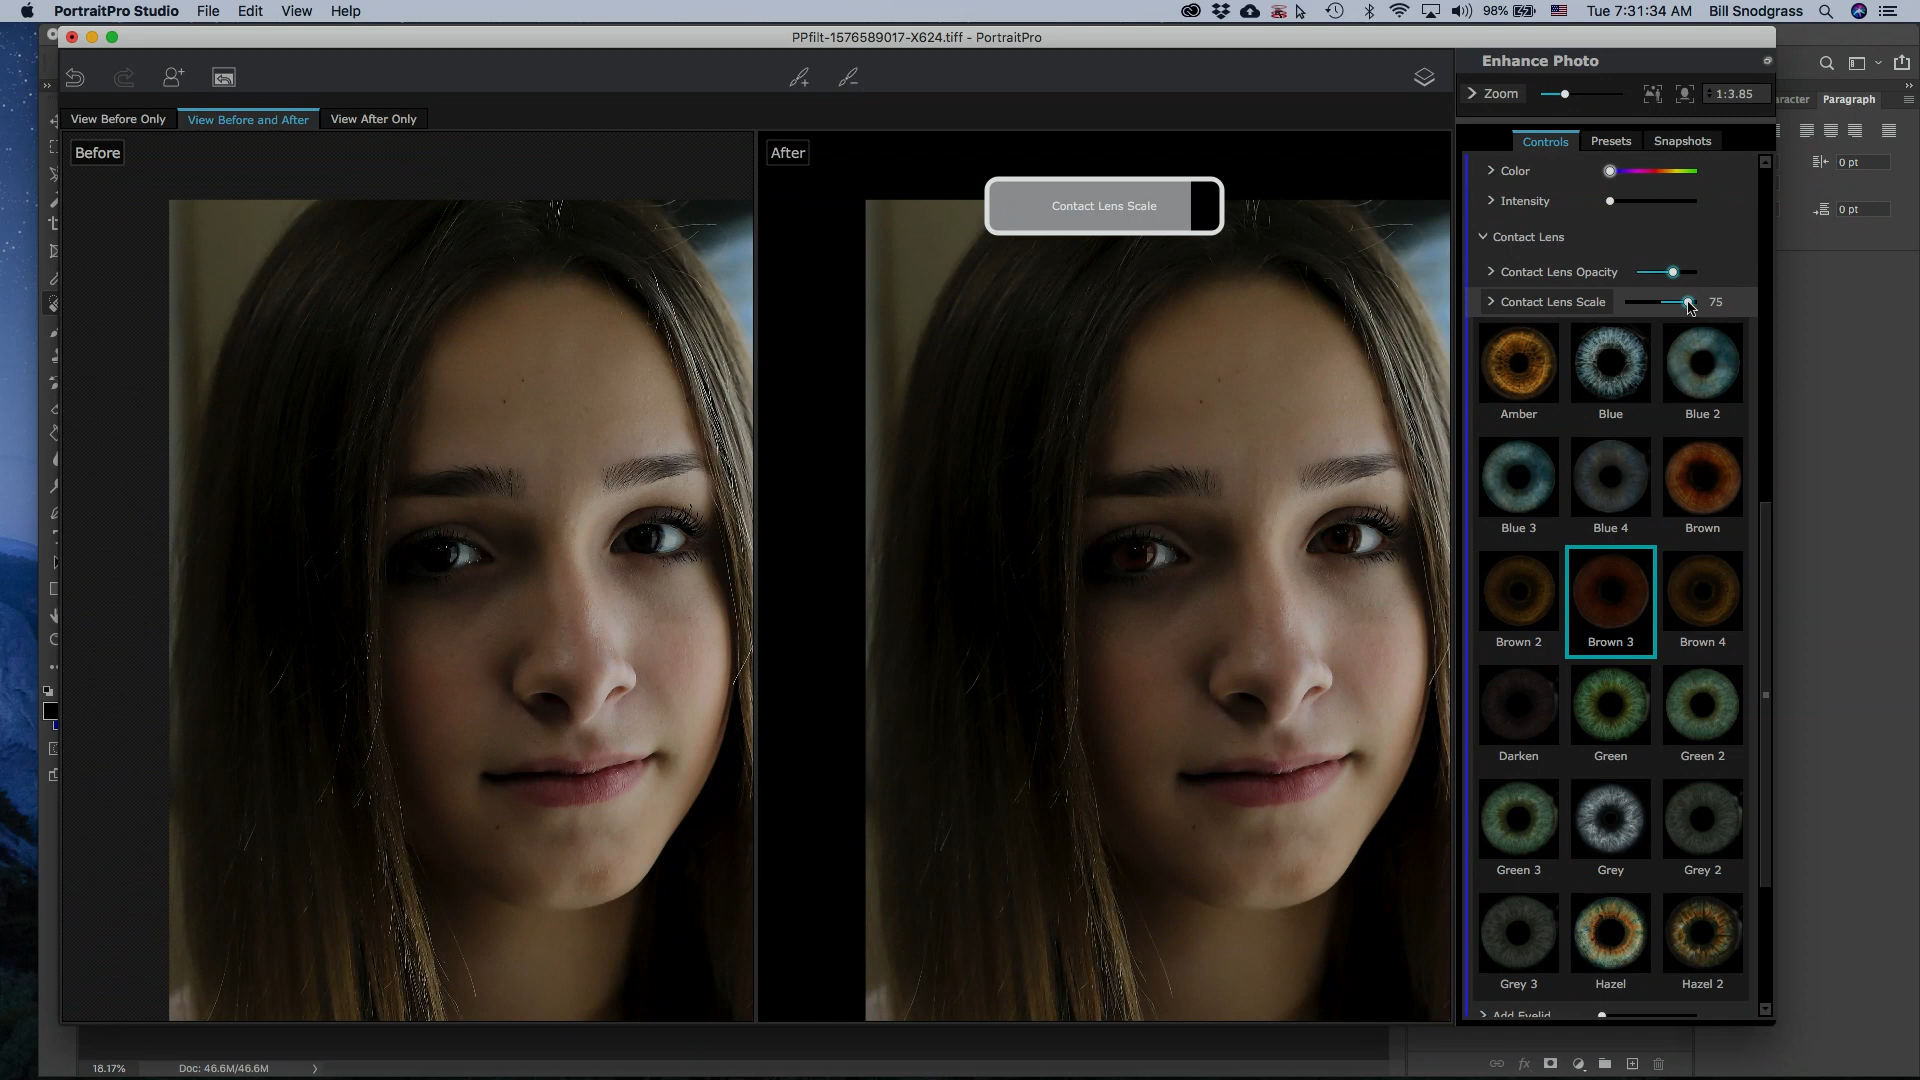 PortraitPro Studio File Edit View Help 98% Tue 7:31:34 AM Bill Snodgrass
PPfilt-1576589017-X624.tiff - PortraitPro
Enhance Photo
Zoom 1:3.85
View Before Only View Before and After View After Only
Before
After
Contact Lens Scale
Controls Presets Snapshots
Color
Intensity
Contact Lens
Contact Lens Opacity
Contact Lens Scale 75
Amber Blue Blue 2
Blue 3 Blue 4 Brown
Brown 2 Brown 3 Brown 4
Darken Green Green 2
Green 3 Grey Grey 2
Grey 3 Hazel Hazel 2
Add Eyelid
Paragraph
0 pt
0 pt
18.17% Doc: 46.6M/46.6M
fx